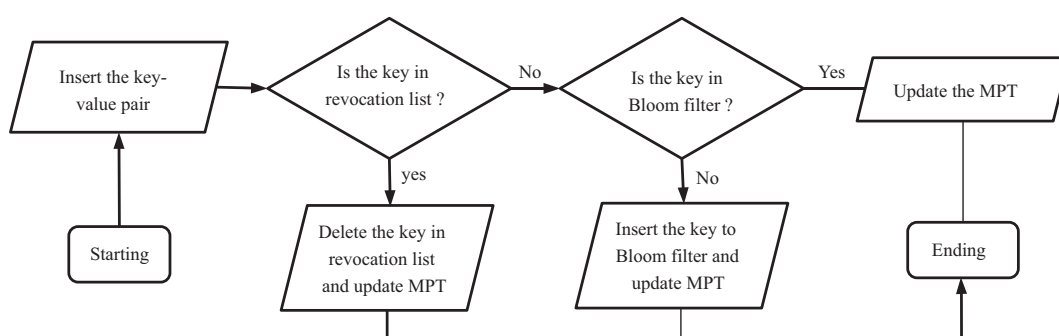 Insert the key-
value pair
Is the key in
revocation list ?
No
Is the key in
Bloom filter ?
Yes
Update the MPT
yes
No
Starting
Delete the key in
revocation list
and update MPT
Insert the key to
Bloom filter and
update MPT
Ending